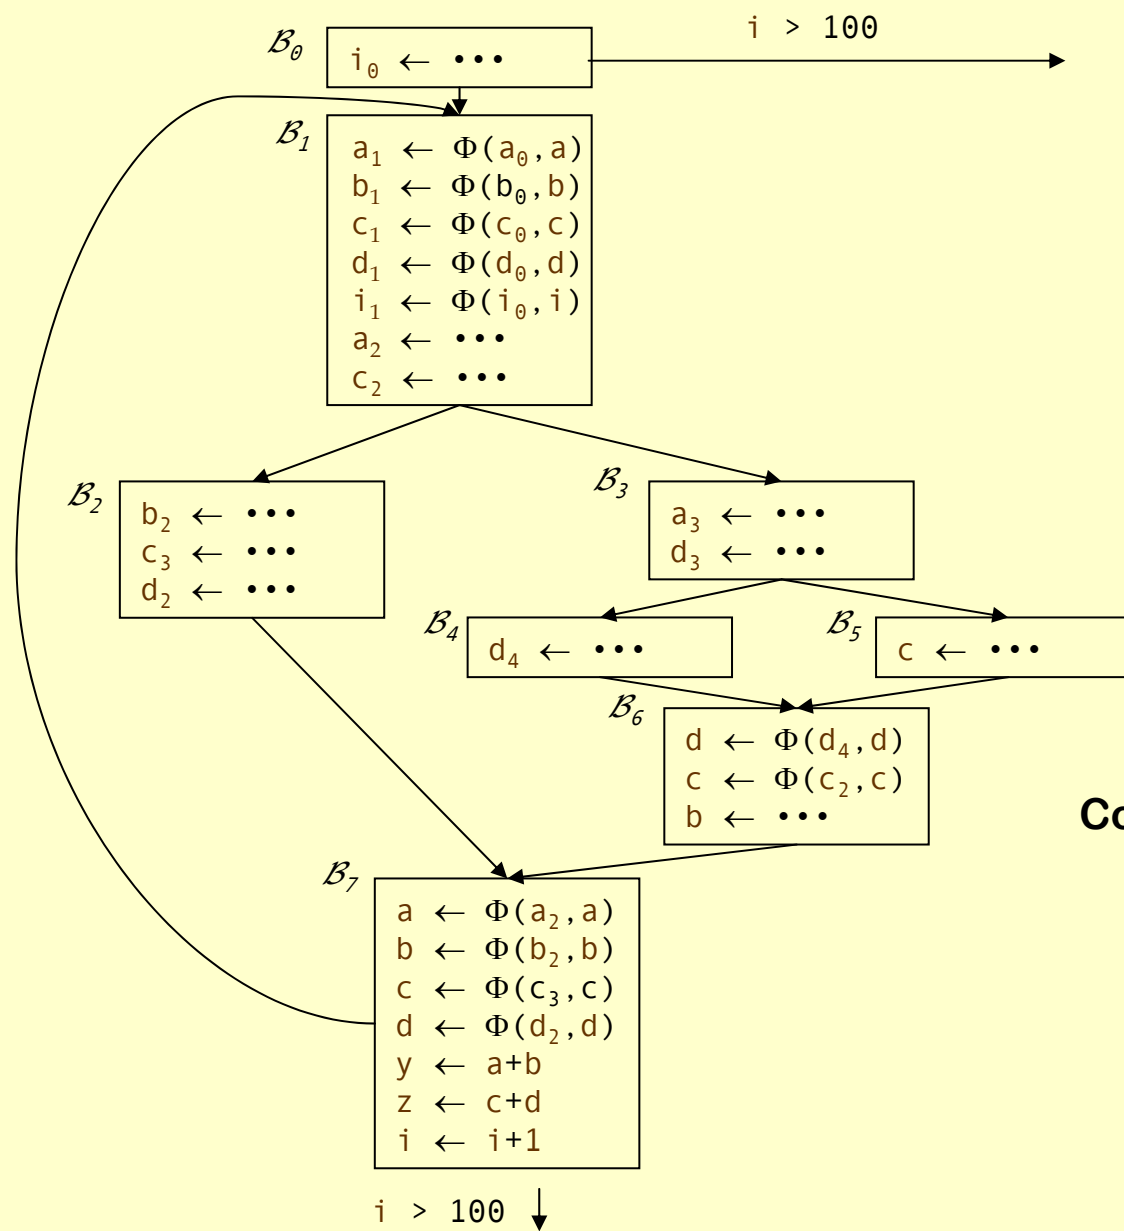 i > 100
B₀
i₀ ← •••
B₁
a₁ ← Φ(a₀,a)
b₁ ← Φ(b₀,b)
c₁ ← Φ(c₀,c)
d₁ ← Φ(d₀,d)
i₁ ← Φ(i₀,i)
a₂ ← •••
c₂ ← •••
B₂
b₂ ← •••
c₃ ← •••
d₂ ← •••
B₃
a₃ ← •••
d₃ ← •••
B₄
d₄ ← •••
B₅
c ← •••
B₆
d ← Φ(d₄,d)
c ← Φ(c₂,c)
b ← •••
Co
B₇
a ← Φ(a₂,a)
b ← Φ(b₂,b)
c ← Φ(c₃,c)
d ← Φ(d₂,d)
y ← a+b
z ← c+d
i ← i+1
i > 100